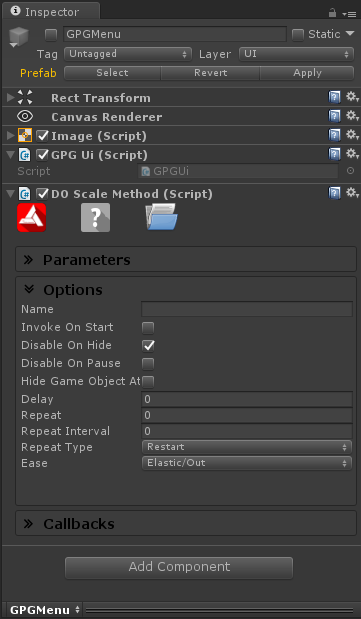 Inspector
GPGMenu Static
Tag Untagged Layer UI
Prefab Select Revert Apply
Rect Transform
Canvas Renderer
Image (Script)
GPG Ui (Script)
Script GPGUi
DO Scale Method (Script)
Parameters
Options
Name
Invoke On Start
Disable On Hide
Disable On Pause
Hide Game Object At
Delay 0
Repeat 0
Repeat Interval 0
Repeat Type Restart
Ease Elastic/Out
Callbacks
Add Component
GPGMenu